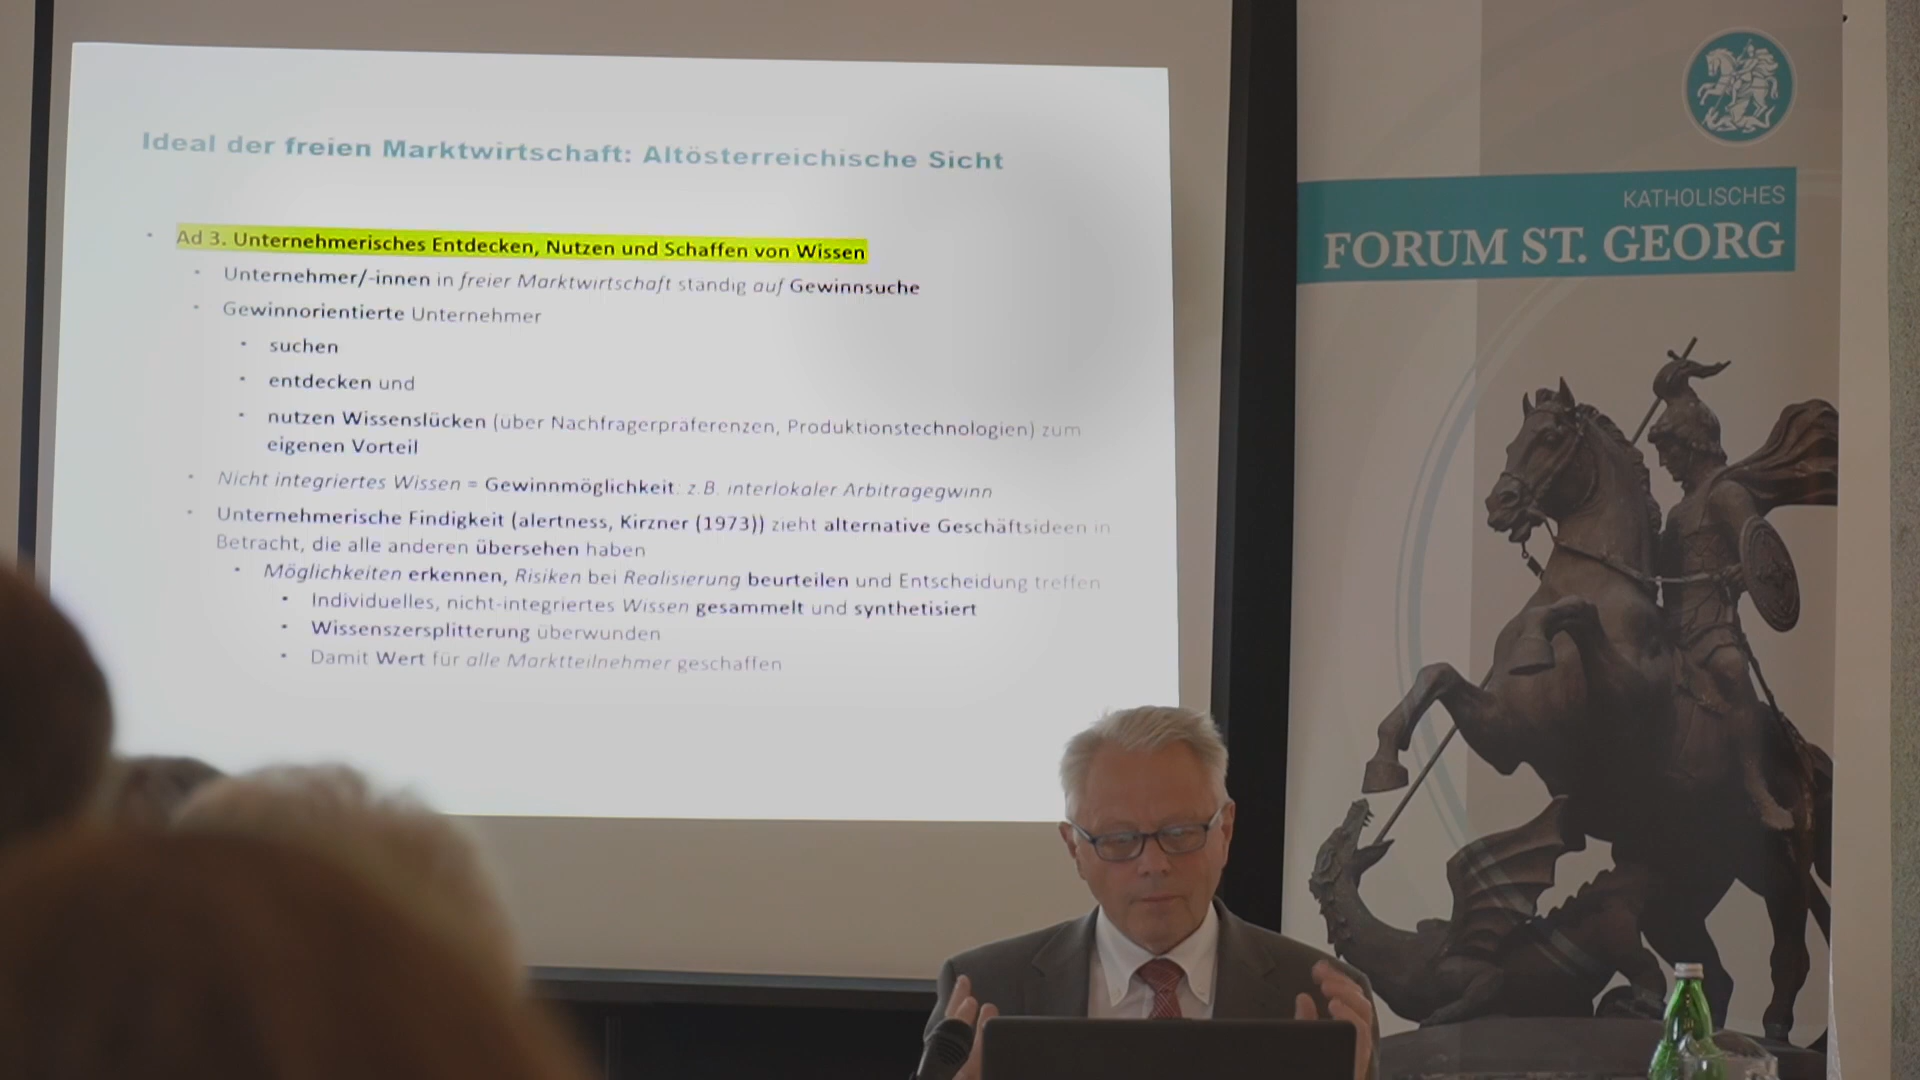 Ideal der freien Marktwirtschaft: Altösterreichische Sicht
Ad 3. Unternehmerisches Entdecken, Nutzen und Schaffen von Wissen
Unternehmer/-innen in freier Marktwirtschaft ständig auf Gewinnsuche
Gewinnorientierte Unternehmer
suchen
entdecken und
nutzen Wissenslücken (über Nachfragerpräferenzen, Produktionstechnologien) zum
eigenen Vorteil
Nicht integriertes Wissen = Gewinnmöglichkeit: z.B. interlokaler Arbitragegwinn
Unternehmerische Findigkeit (alertness, Kirzner (1973)) zieht alternative Geschäftsideen in
Betracht, die alle anderen übersehen haben
Möglichkeiten erkennen, Risiken bei Realisierung beurteilen und Entscheidung treffen
Individuelles, nicht-integriertes Wissen gesammelt und synthetisiert
Wissenszersplitterung überwunden
Damit Wert für alle Marktteilnehmer geschaffen
KATHOLISCHES
FORUM ST. GEORG